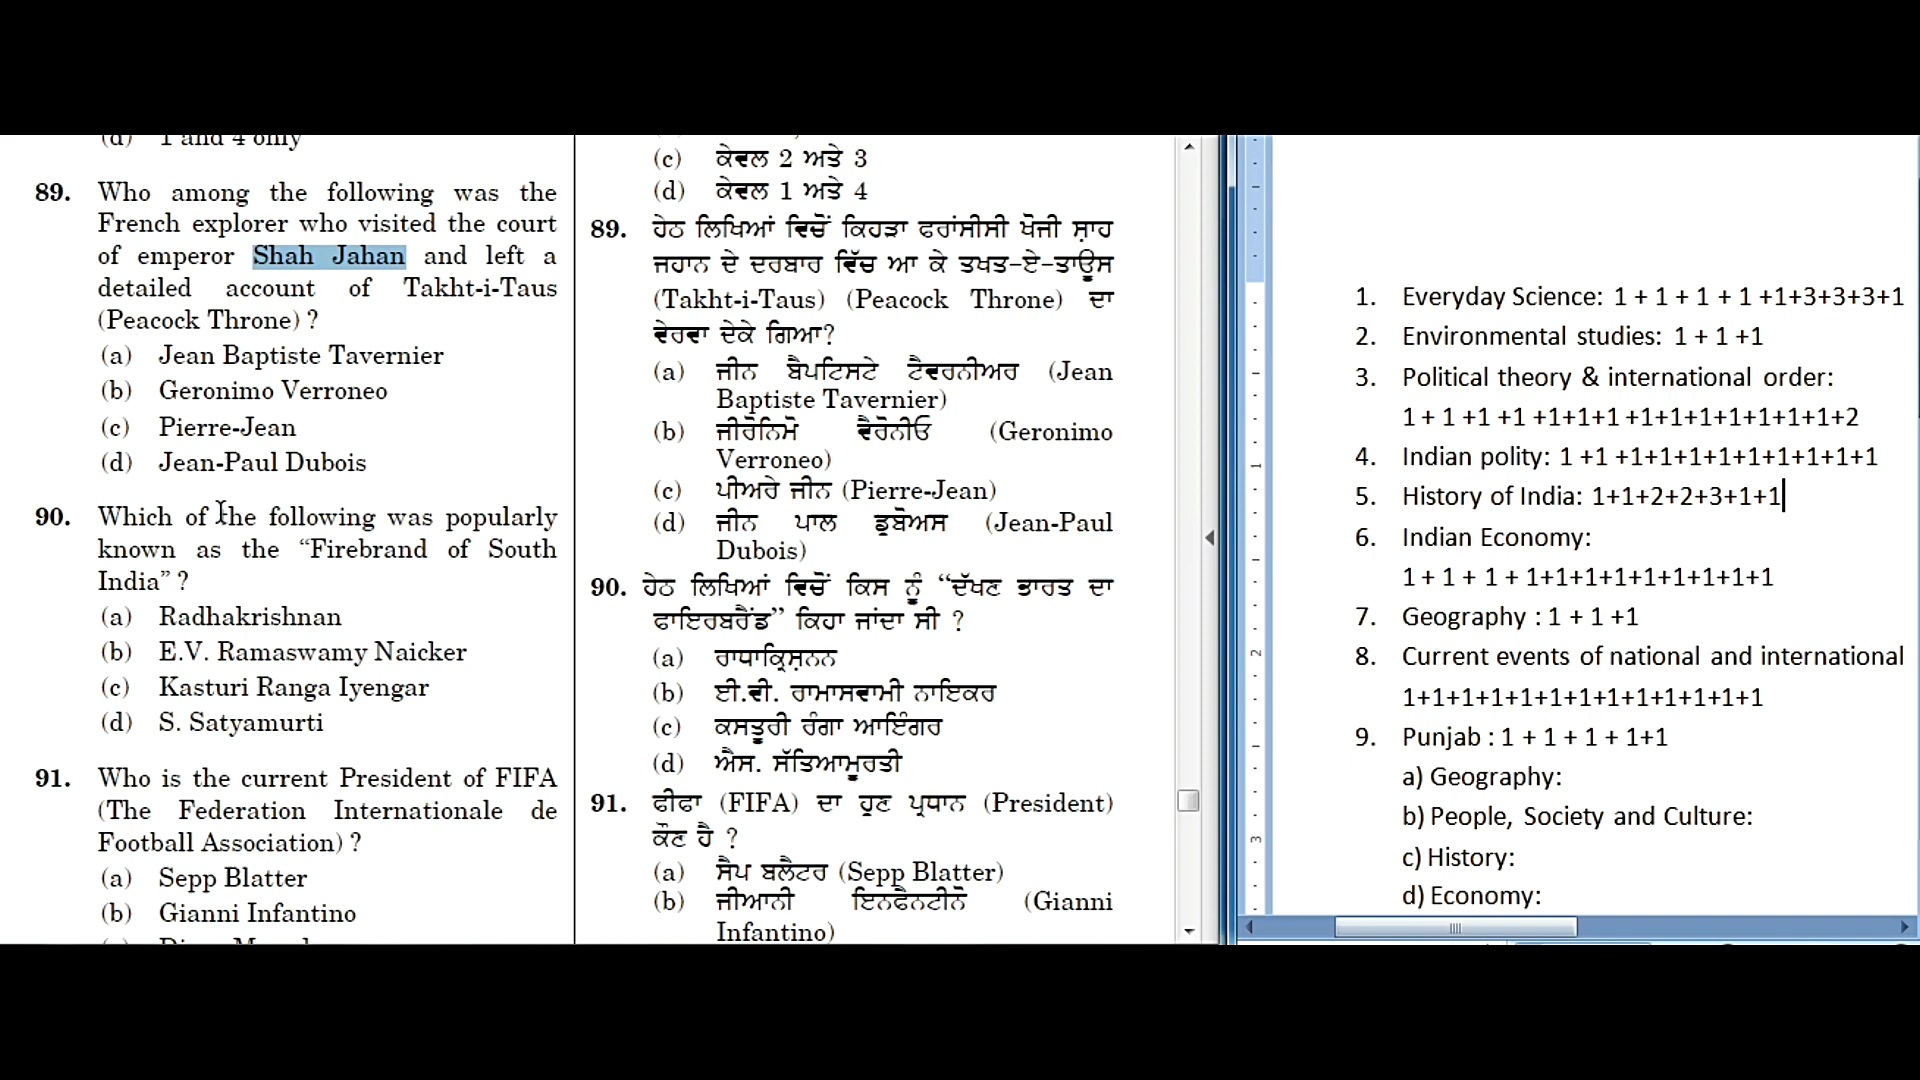 (d) 1 and 4 only
89. Who among the following was the
French explorer who visited the court
of emperor Shah Jahan and left a
detailed account of Takht-i-Taus
(Peacock Throne) ?
(a) Jean Baptiste Tavernier
(b) Geronimo Verroneo
(c) Pierre-Jean
(d) Jean-Paul Dubois
90. Which of the following was popularly
known as the “Firebrand of South
India” ?
(a) Radhakrishnan
(b) E.V. Ramaswamy Naicker
(c) Kasturi Ranga Iyengar
(d) S. Satyamurti
91. Who is the current President of FIFA
(The Federation Internationale de
Football Association) ?
(a) Sepp Blatter
(b) Gianni Infantino
(c) ਕੇਵਲ 2 ਅਤੇ 3
(d) ਕੇਵਲ 1 ਅਤੇ 4
89. ਹੇਠ ਲਿਖਿਆਂ ਵਿਚੋਂ ਕਿਹੜਾ ਫਰਾਂਸੀਸੀ ਖੋਜੀ ਸ਼ਾਹ
ਜਹਾਨ ਦੇ ਦਰਬਾਰ ਵਿੱਚ ਆ ਕੇ ਤਖਤ-ਏ-ਤਾਊਸ
(Takht-i-Taus) (Peacock Throne) ਦਾ
ਵੇਰਵਾ ਦੇਕੇ ਗਿਆ?
(a) ਜੀਨ ਬੈਪਟਿਸਟੇ ਟੈਵਰਨੀਅਰ (Jean
Baptiste Tavernier)
(b) ਜੀਰੋਨਿਮੋ ਵੈਰੋਨੀਓ (Geronimo
Verroneo)
(c) ਪੀਅਰੇ ਜੀਨ (Pierre-Jean)
(d) ਜੀਨ ਪਾਲ ਡੂਬੋਅਸ (Jean-Paul
Dubois)
90. ਹੇਠ ਲਿਖਿਆਂ ਵਿਚੋਂ ਕਿਸ ਨੂੰ “ਦੱਖਣ ਭਾਰਤ ਦਾ
ਫਾਇਰਬਰੈਂਡ” ਕਿਹਾ ਜਾਂਦਾ ਸੀ ?
(a) ਰਾਧਾਕ੍ਰਿਸ਼ਨਨ
(b) ਈ.ਵੀ. ਰਾਮਾਸਵਾਮੀ ਨਾਇਕਰ
(c) ਕਸਤੂਰੀ ਰੰਗਾ ਆਇੰਗਰ
(d) ਐਸ. ਸੱਤਿਆਮੂਰਤੀ
91. ਫੀਫਾ (FIFA) ਦਾ ਹੁਣ ਪ੍ਰਧਾਨ (President)
ਕੌਣ ਹੈ ?
(a) ਸੈਪ ਬਲੈਟਰ (Sepp Blatter)
(b) ਜੀਆਨੀ ਇਨਫੈਨਟੀਨੋ (Gianni
Infantino)
1. Everyday Science: 1 + 1 + 1 + 1 +1+3+3+3+1
2. Environmental studies: 1 + 1 +1
3. Political theory & international order:
1 + 1 +1 +1 +1+1+1 +1+1+1+1+1+1+1+2
4. Indian polity: 1 +1 +1+1+1+1+1+1+1+1+1
5. History of India: 1+1+2+2+3+1+1
6. Indian Economy:
1 + 1 + 1 + 1+1+1+1+1+1+1+1+1
7. Geography : 1 + 1 +1
8. Current events of national and international
1+1+1+1+1+1+1+1+1+1+1+1+1
9. Punjab : 1 + 1 + 1 + 1+1
a) Geography:
b) People, Society and Culture:
c) History:
d) Economy:
1
2
3